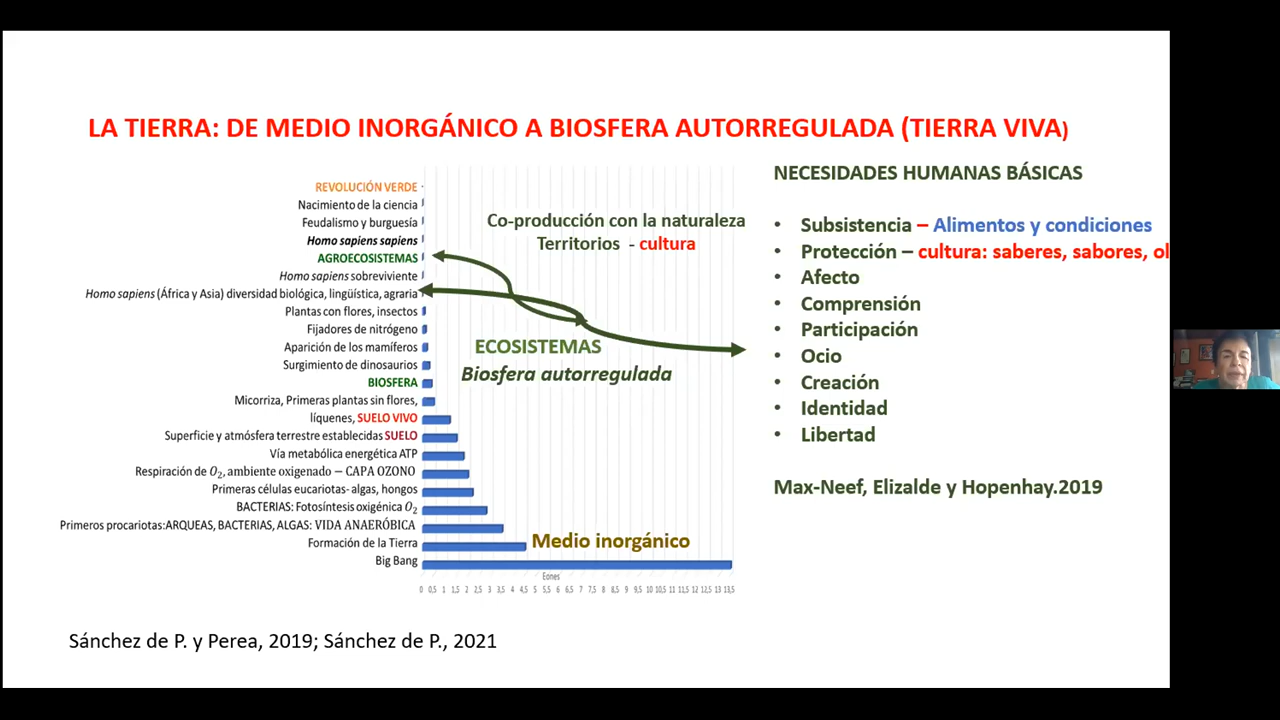 LA TIERRA: DE MEDIO INORGÁNICO A BIOSFERA AUTORREGULADA (TIERRA VIVA)
REVOLUCIÓN VERDE
Nacimiento de la ciencia
Feudalismo y burguesía
Homo sapiens sapiens
AGROECOSISTEMAS
Homo sapiens sobreviviente
Homo sapiens (África y Asia) diversidad biológica, lingüística, agraria
Plantas con flores, insectos
Fijadores de nitrógeno
Aparición de los mamíferos
Surgimiento de dinosaurios
BIOSFERA
Micorriza, Primeras plantas sin flores,
líquenes, SUELO VIVO
Superficie y atmósfera terrestre establecidas SUELO
Vía metabólica energética ATP
Respiración de O₂, ambiente oxigenado – CAPA OZONO
Primeras células eucariotas- algas, hongos
BACTERIAS: Fotosíntesis oxigénica O₂
Primeros procariotas:ARQUEAS, BACTERIAS, ALGAS: VIDA ANAERÓBICA
Formación de la Tierra
Big Bang
Co-producción con la naturaleza
Territorios - cultura
ECOSISTEMAS
Biosfera autorregulada
Medio inorgánico
Eones
0 0,5 1 1,5 2 2,5 3 3,5 4 4,5 5 5,5 6 6,5 7 7,5 8 8,5 9 9,5 10 10,5 11 11,5 12 12,5 13 13,5
NECESIDADES HUMANAS BÁSICAS
• Subsistencia – Alimentos y condiciones
• Protección – cultura: saberes, sabores, ol
• Afecto
• Comprensión
• Participación
• Ocio
• Creación
• Identidad
• Libertad
Max-Neef, Elizalde y Hopenhay.2019
Sánchez de P. y Perea, 2019; Sánchez de P., 2021